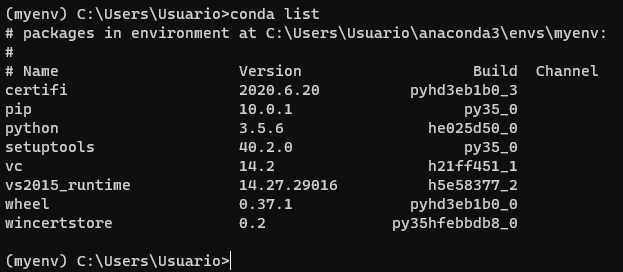 (myenv) C:\Users\Usuario>conda list
# packages in environment at C:\Users\Usuario\anaconda3\envs\myenv:
#
# Name                    Version                   Build  Channel
certifi                   2020.6.20          pyhd3eb1b0_3
pip                       10.0.1                   py35_0
python                    3.5.6                he025d50_0
setuptools                40.2.0                   py35_0
vc                        14.2                 h21ff451_1
vs2015_runtime            14.27.29016          h5e58377_2
wheel                     0.37.1             pyhd3eb1b0_0
wincertstore              0.2              py35hfebbdb8_0
(myenv) C:\Users\Usuario>